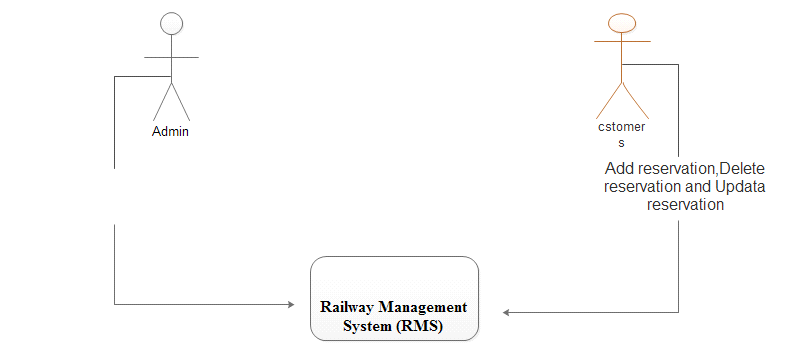 Admin
cstomer
s
Add reservation,Delete
reservation and Updata
reservation
Railway Management
System (RMS)